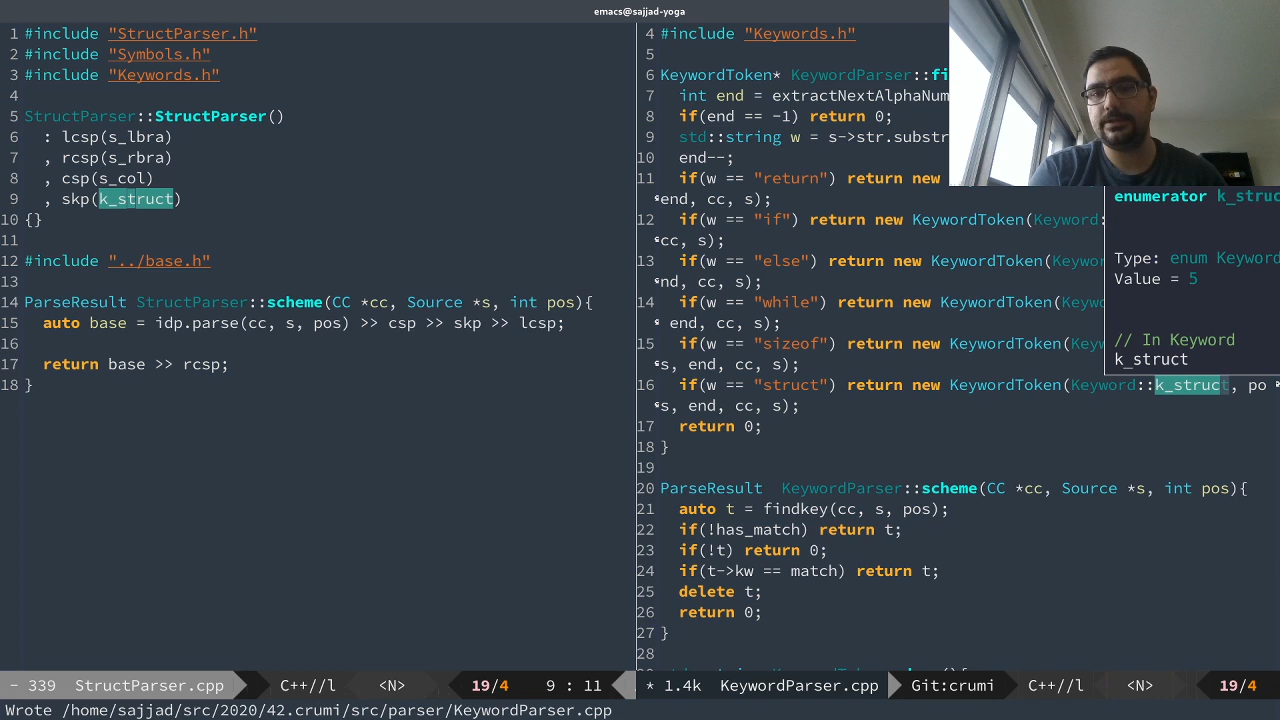 emacs@sajjad-yoga
1 #include "StructParser.h"
2 #include "Symbols.h"
3 #include "Keywords.h"
4
5 StructParser::StructParser()
6   : lcsp(s_lbra)
7   , rcsp(s_rbra)
8   , csp(s_col)
9   , skp(k_struct)
10 {}
11
12 #include "../base.h"
13
14 ParseResult StructParser::scheme(CC *cc, Source *s, int pos){
15   auto base = idp.parse(cc, s, pos) >> csp >> skp >> lcsp;
16
17   return base >> rcsp;
18 }
- 339 StructParser.cpp C++//l <N> 19/4 9 : 11
4 #include "Keywords.h"
5
6 KeywordToken* KeywordParser::fi
7   int end = extractNextAlphaNum
8   if(end == -1) return 0;
9   std::string w = s->str.substr
10   end--;
11   if(w == "return") return new
end, cc, s);
12   if(w == "if") return new KeywordToken(Keyword:
cc, s);
13   if(w == "else") return new KeywordToken(Keywo
nd, cc, s);
14   if(w == "while") return new KeywordToken(Keyw
 end, cc, s);
15   if(w == "sizeof") return new KeywordToken(Key
s, end, cc, s);
16   if(w == "struct") return new KeywordToken(Keyword::k_struct, po
s, end, cc, s);
17   return 0;
18 }
19
20 ParseResult  KeywordParser::scheme(CC *cc, Source *s, int pos){
21   auto t = findkey(cc, s, pos);
22   if(!has_match) return t;
23   if(!t) return 0;
24   if(t->kw == match) return t;
25   delete t;
26   return 0;
27 }
28
enumerator k_struc
Type: enum Keyword
Value = 5
// In Keyword
k_struct
* 1.4k KeywordParser.cpp Git:crumi C++//l <N> 19/4
Wrote /home/sajjad/src/2020/42.crumi/src/parser/KeywordParser.cpp